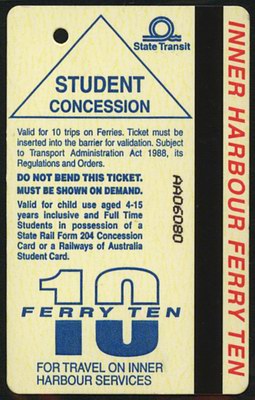 State Transit
STUDENT
CONCESSION
Valid for 10 trips on Ferries. Ticket must be
inserted into the barrier for validation. Subject
to Transport Administration Act 1988, its
Regulations and Orders.
DO NOT BEND THIS TICKET.
MUST BE SHOWN ON DEMAND.
Valid for child use aged 4-15
years inclusive and Full Time
Students in possession of a
State Rail Form 204 Concession
Card or a Railways of Australia
Student Card.
AA06080
10
FERRY TEN
FOR TRAVEL ON INNER
HARBOUR SERVICES
INNER HARBOUR FERRY TEN